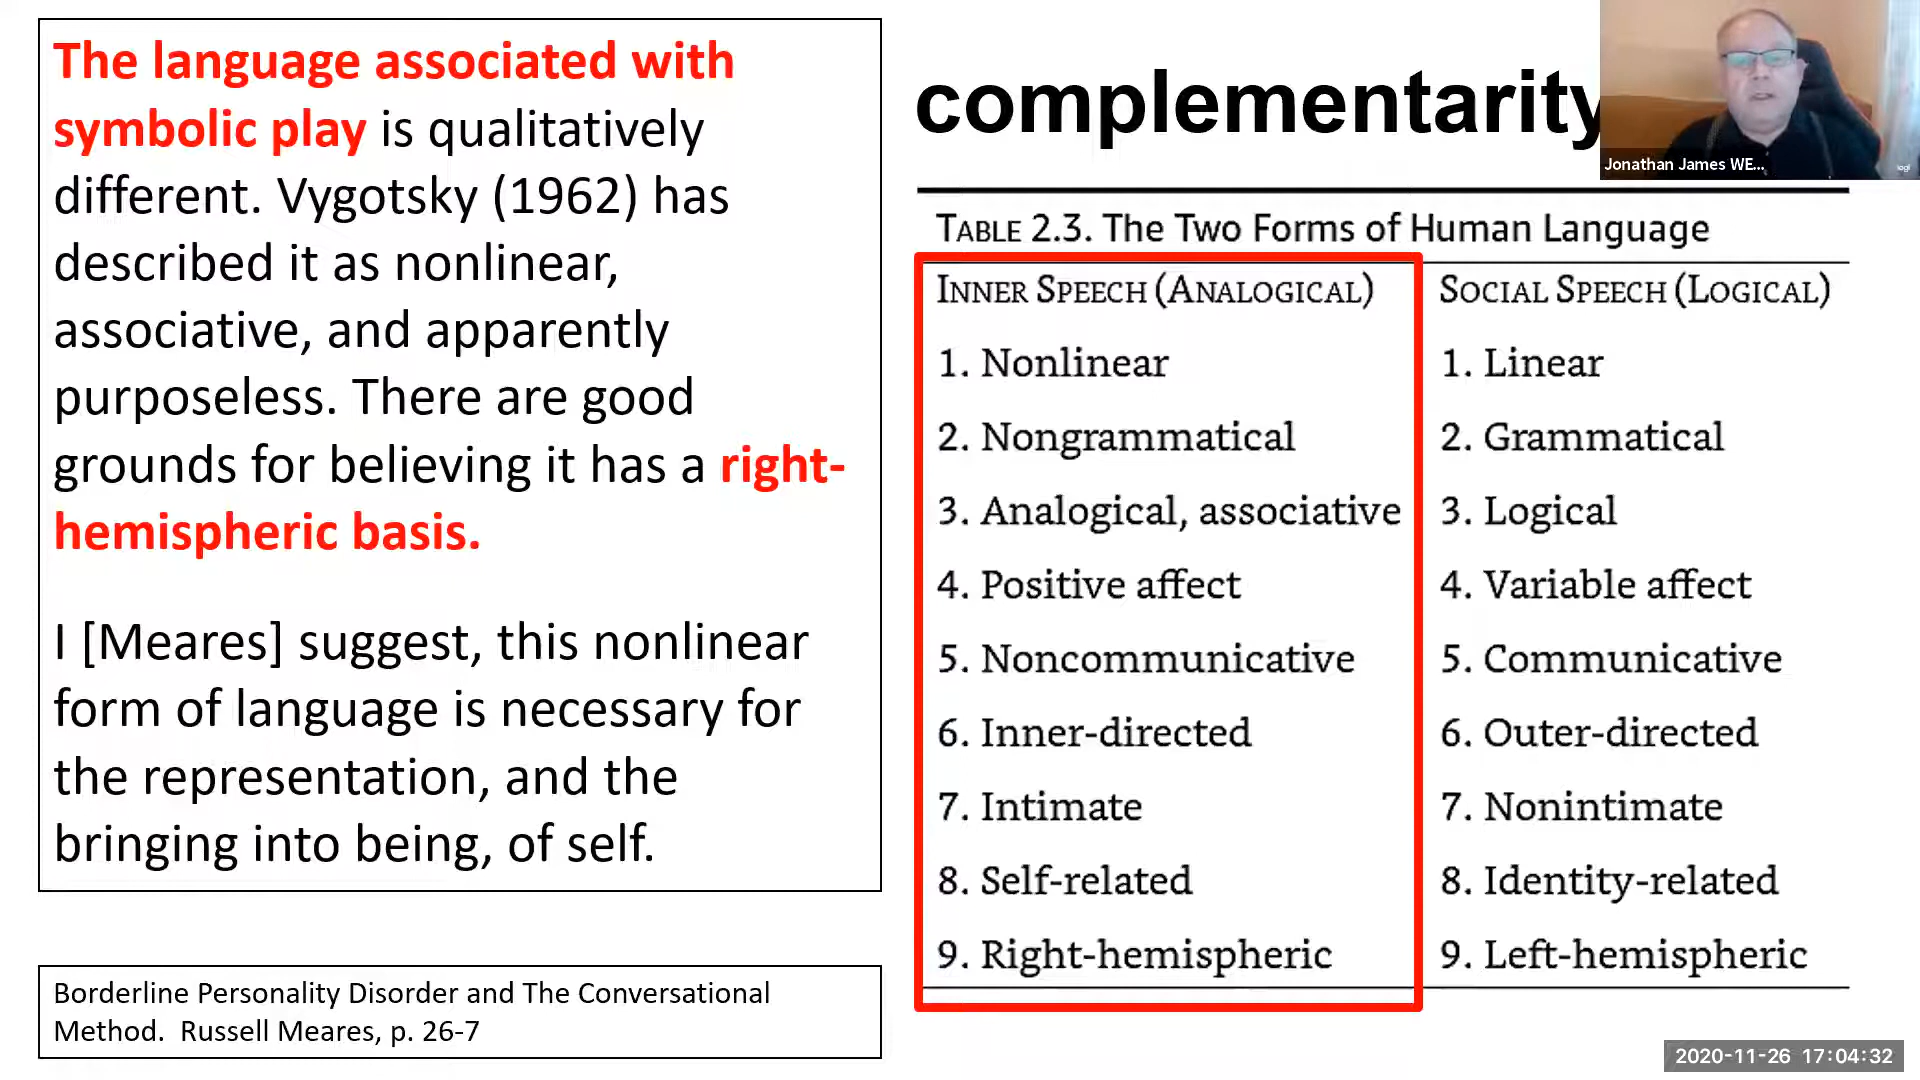 The language associated with
symbolic play is qualitatively
different. Vygotsky (1962) has
described it as nonlinear,
associative, and apparently
purposeless. There are good
grounds for believing it has a right-
hemispheric basis.
I [Meares] suggest, this nonlinear
form of language is necessary for
the representation, and the
bringing into being, of self.
Borderline Personality Disorder and The Conversational
Method. Russell Meares, p. 26-7
complementarity
Jonathan James WE...
TABLE 2.3. The Two Forms of Human Language
INNER SPEECH (ANALOGICAL)
1. Nonlinear
2. Nongrammatical
3. Analogical, associative
4. Positive affect
5. Noncommunicative
6. Inner-directed
7. Intimate
8. Self-related
9. Right-hemispheric
SOCIAL SPEECH (LOGICAL)
1. Linear
2. Grammatical
3. Logical
4. Variable affect
5. Communicative
6. Outer-directed
7. Nonintimate
8. Identity-related
9. Left-hemispheric
2020-11-26 17:04:32